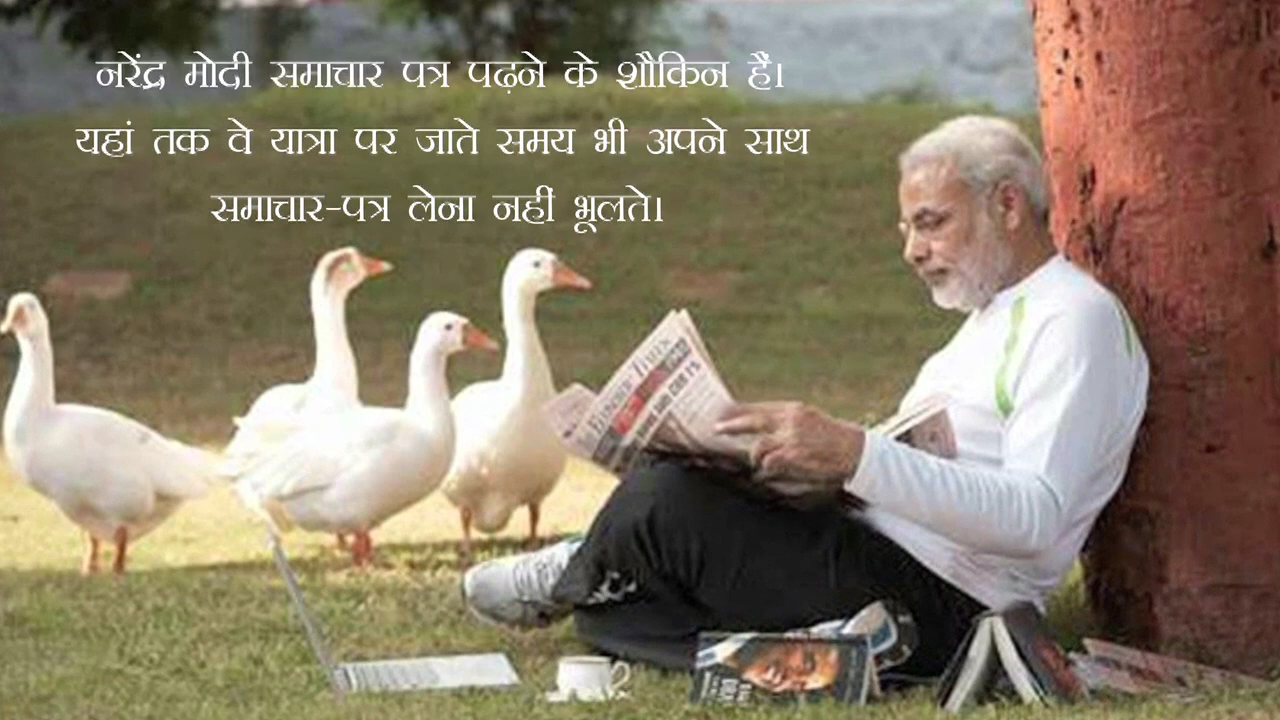 नरेंद्र मोदी समाचार पत्र पढ़ने के शौकिन हैं।
यहां तक वे यात्रा पर जाते समय भी अपने साथ
समाचार-पत्र लेना नहीं भूलते।